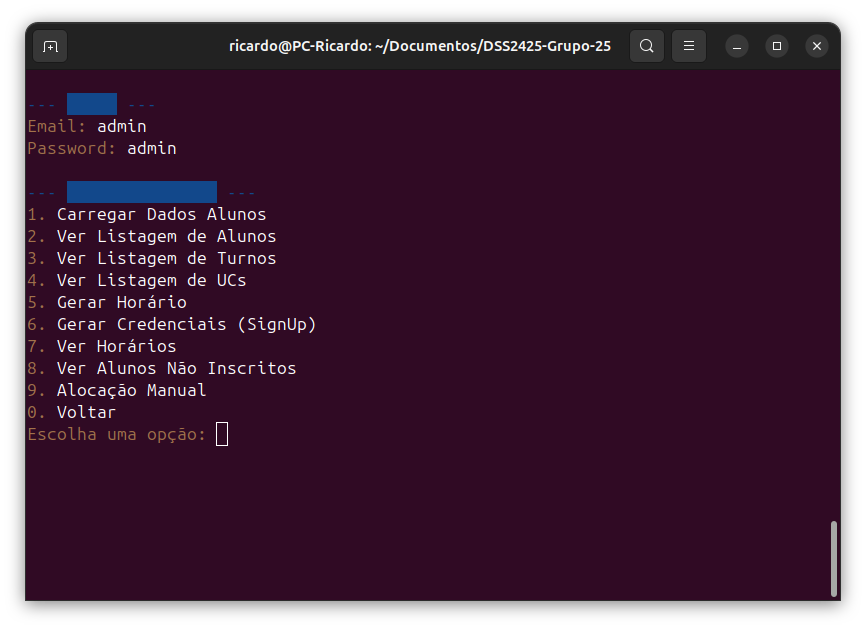 ricardo@PC-Ricardo: ~/Documentos/DSS2425-Grupo-25
--- ---
Email: admin
Password: admin
--- ---
1. Carregar Dados Alunos
2. Ver Listagem de Alunos
3. Ver Listagem de Turnos
4. Ver Listagem de UCs
5. Gerar Horário
6. Gerar Credenciais (SignUp)
7. Ver Horários
8. Ver Alunos Não Inscritos
9. Alocação Manual
0. Voltar
Escolha uma opção: